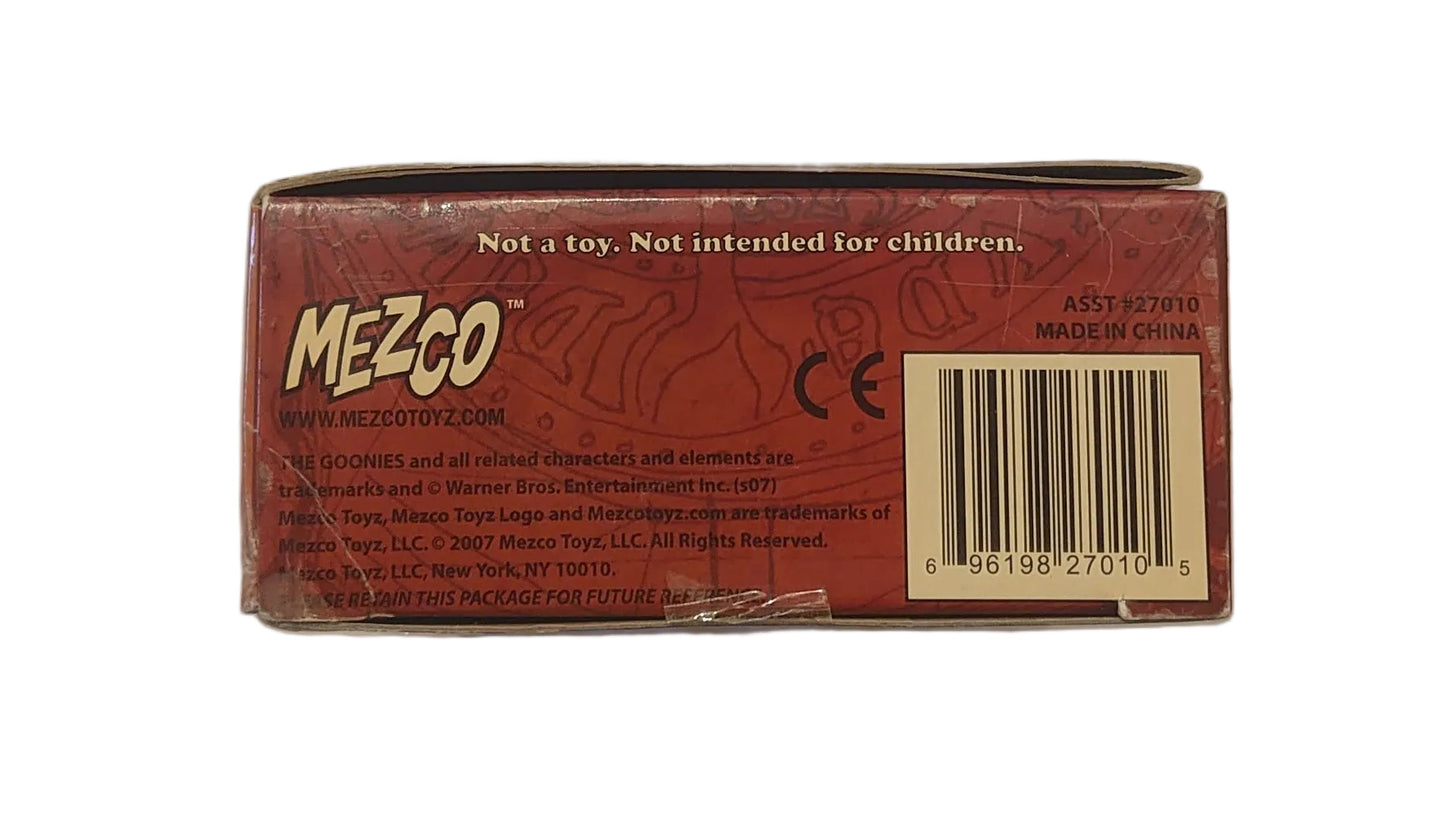 Not a toy. Not intended for children.
MEZCO™
WWW.MEZCOTOYZ.COM
ASST #27010
MADE IN CHINA
CE
THE GOONIES and all related characters and elements are
trademarks and © Warner Bros. Entertainment Inc. (s07)
Mezco Toyz, Mezco Toyz Logo and Mezcotoyz.com are trademarks of
Mezco Toyz, LLC. © 2007 Mezco Toyz, LLC. All Rights Reserved.
Mezco Toyz, LLC, New York, NY 10010.
PLEASE RETAIN THIS PACKAGE FOR FUTURE REFERENCE.
6 96198 27010 5